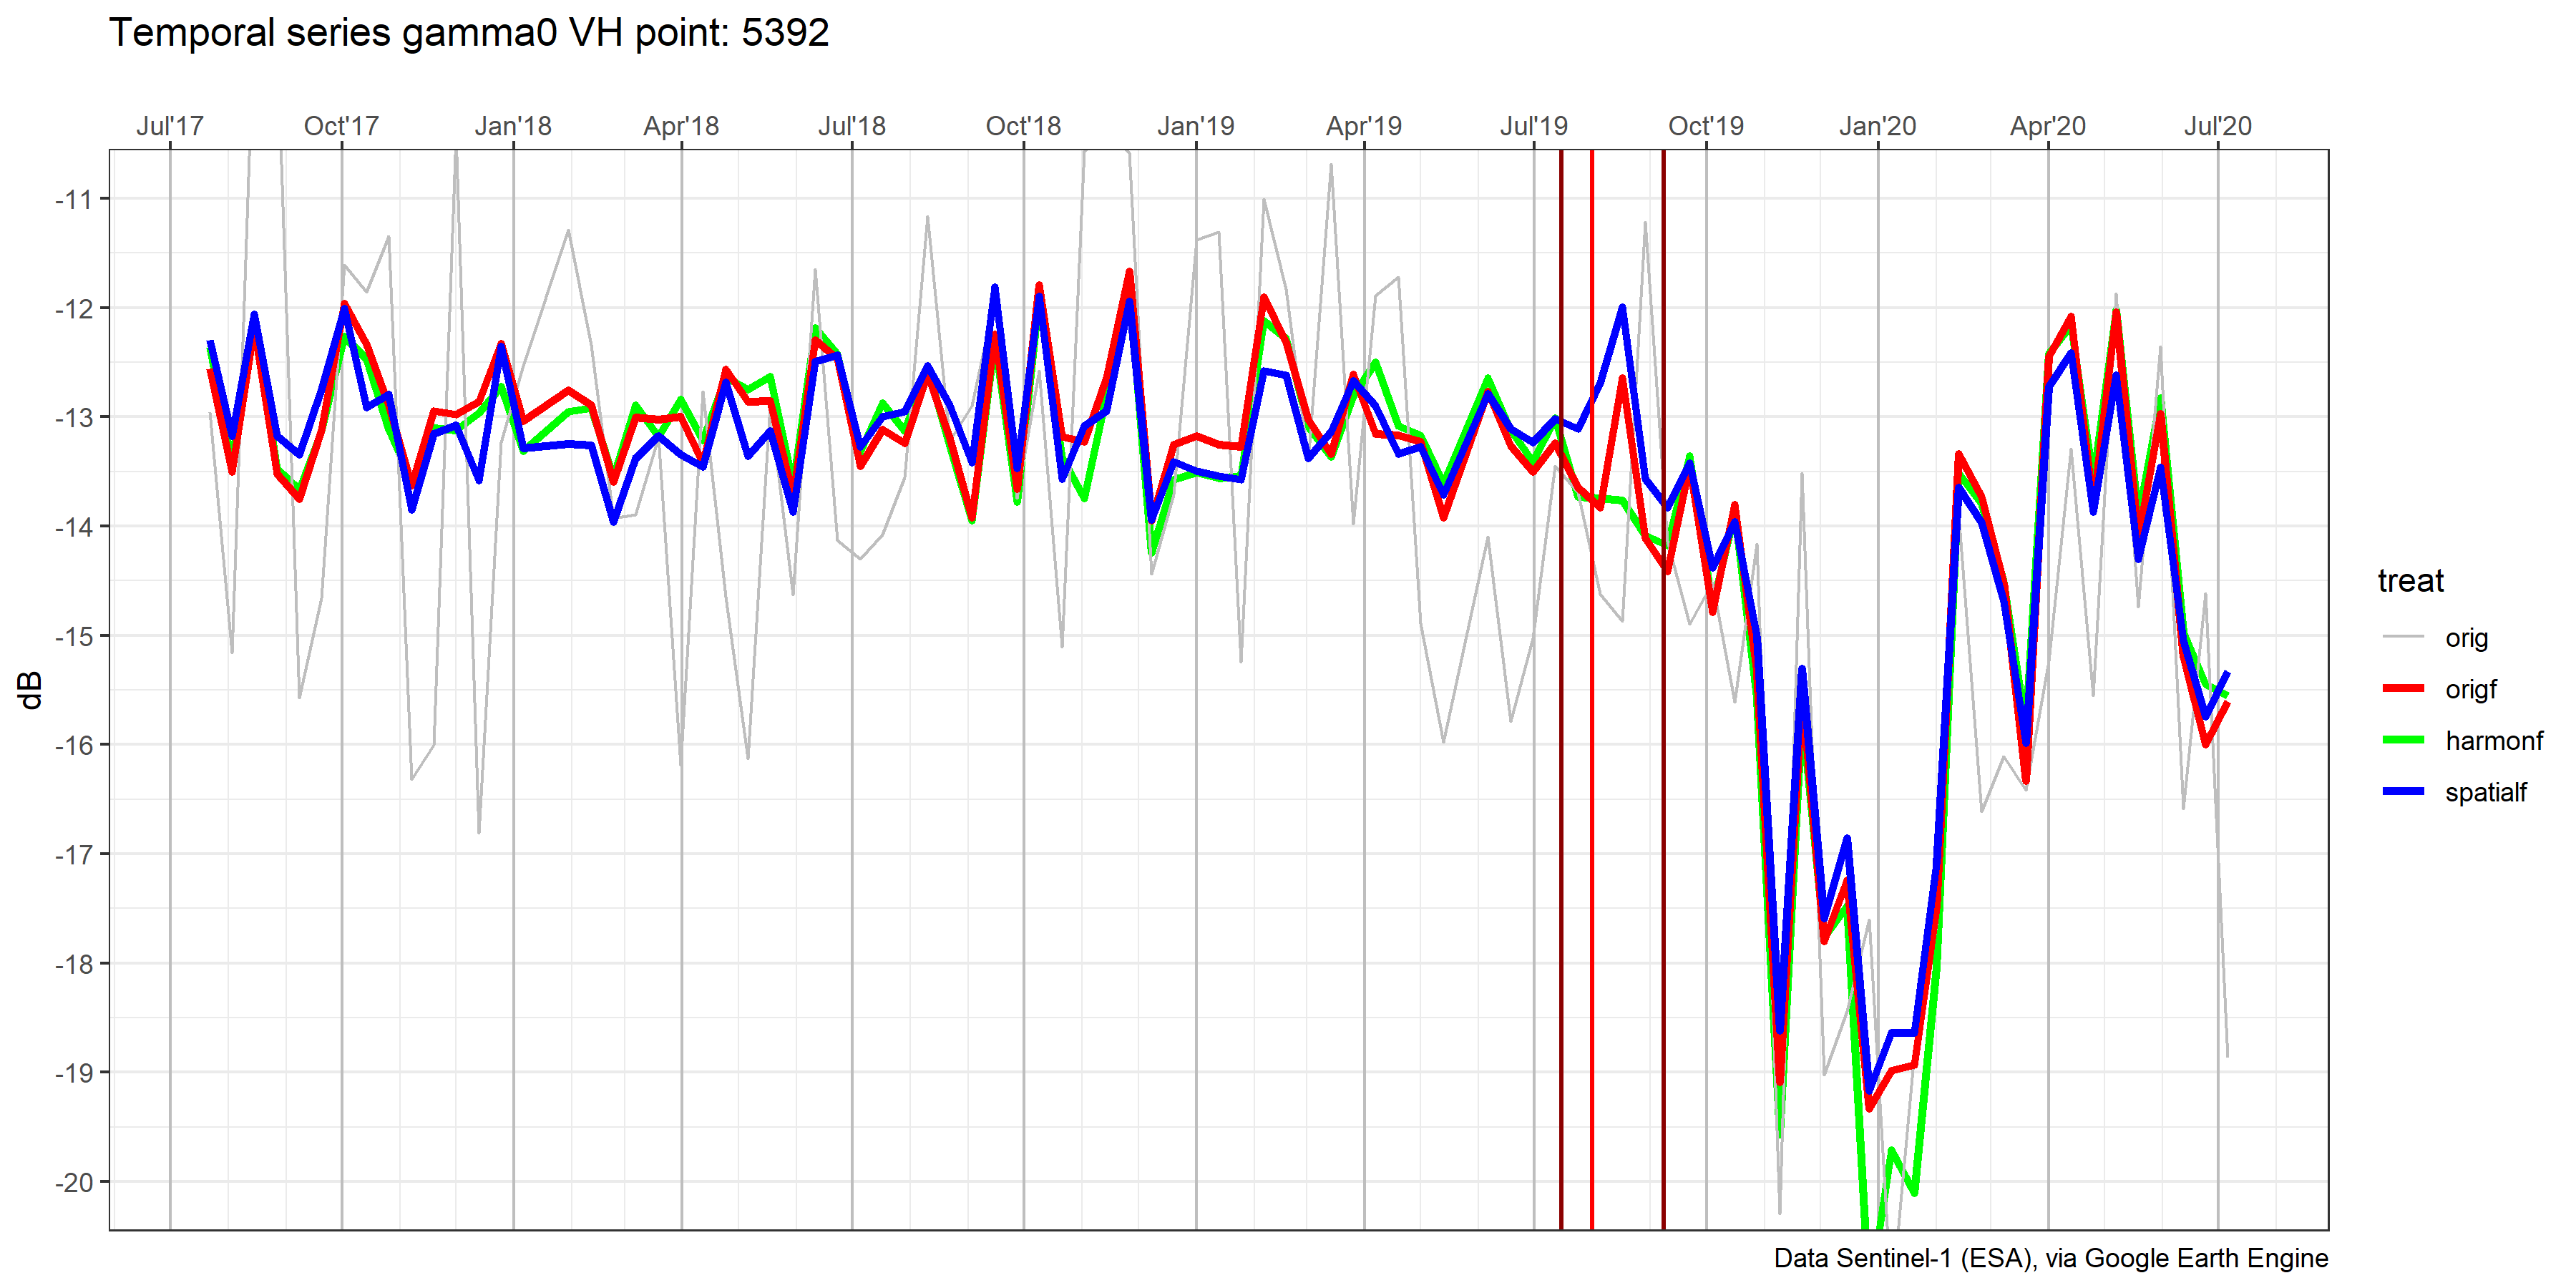 Temporal series gamma0 VH point: 5392
Jul'17 Oct'17 Jan'18 Apr'18 Jul'18 Oct'18 Jan'19 Apr'19 Jul'19 Oct'19 Jan'20 Apr'20 Jul'20
-11
-12
-13
-14
-15
-16
-17
-18
-19
-20
dB
treat
orig
origf
harmonf
spatialf
Data Sentinel-1 (ESA), via Google Earth Engine